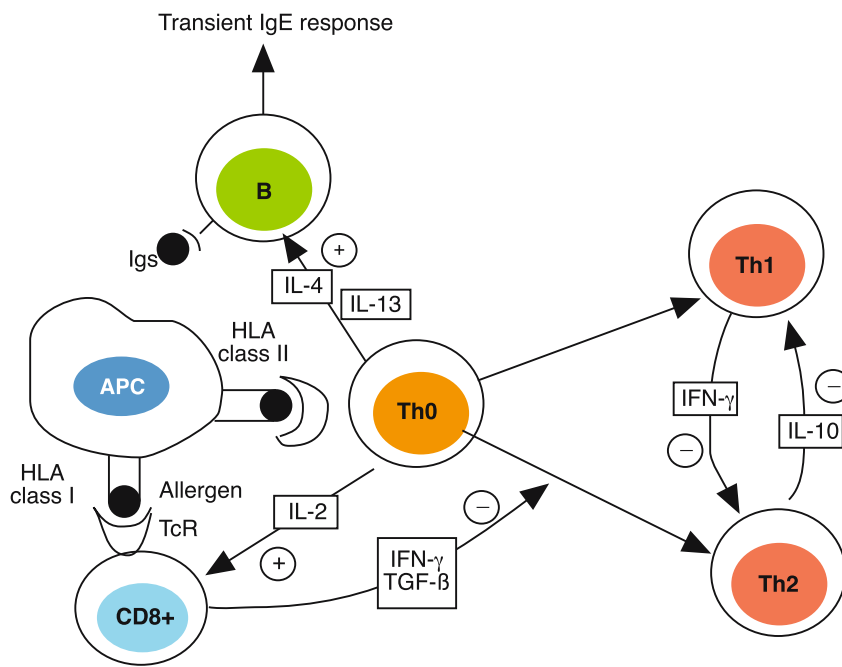 Transient IgE response
B
Igs
+
IL-4
IL-13
Th1
HLA
class II
APC
Th0
IFN-γ
−
IL-10
−
HLA
class I
Allergen
TcR
IL-2
+
−
IFN-γ
TGF-ß
CD8+
Th2